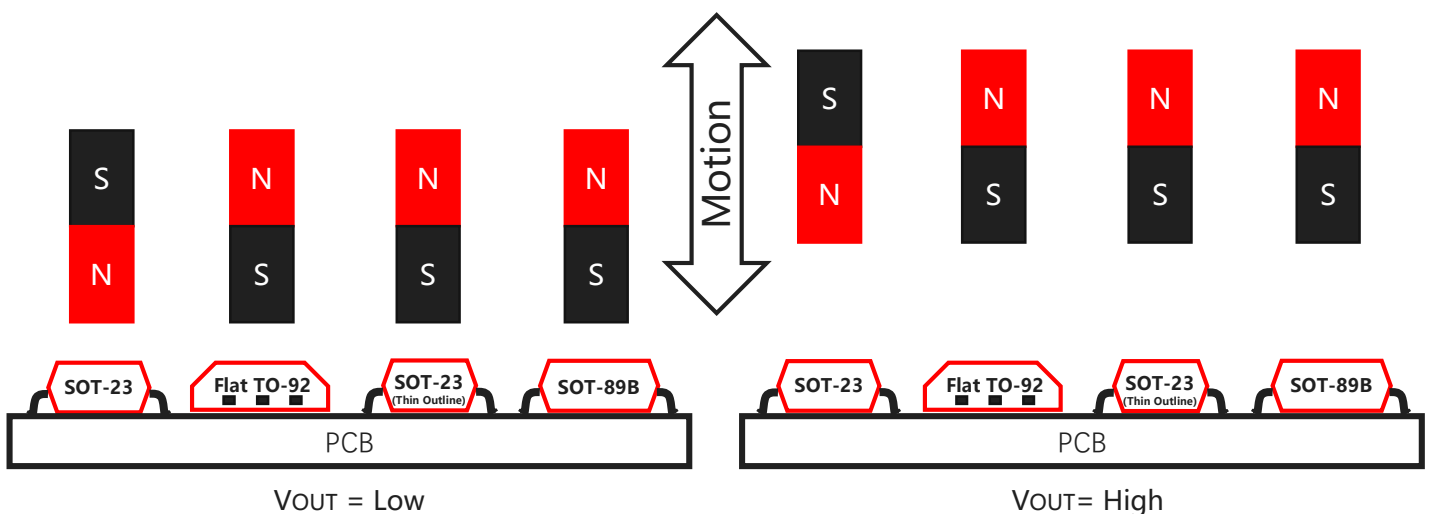 S N N N
N S S S
Motion
S N N N
N S S S
SOT-23
Flat TO-92
SOT-23
(Thin Outline)
SOT-89B
PCB
VOUT = Low
SOT-23
Flat TO-92
SOT-23
(Thin Outline)
SOT-89B
PCB
VOUT= High